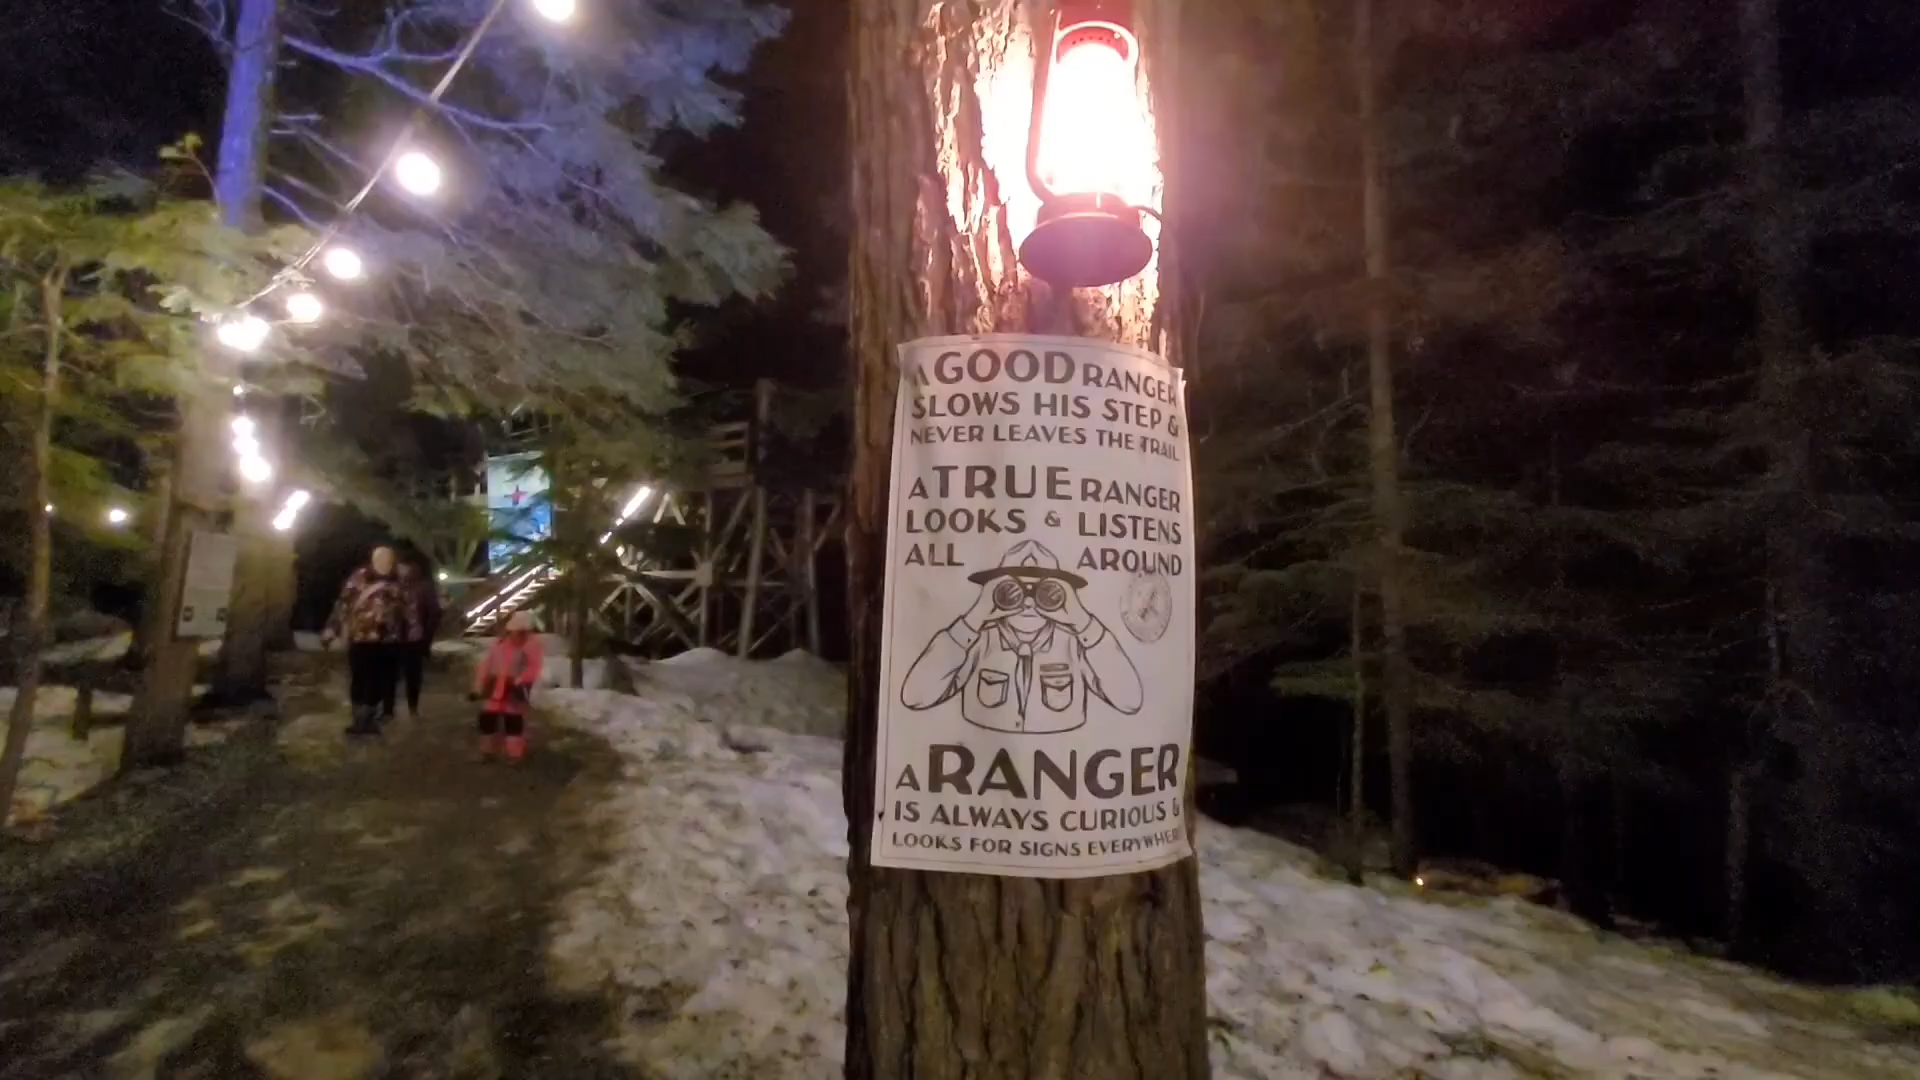 A GOOD RANGER
SLOWS HIS STEP &
NEVER LEAVES THE TRAIL
A TRUE RANGER
LOOKS & LISTENS
ALL AROUND
A RANGER
IS ALWAYS CURIOUS &
LOOKS FOR SIGNS EVERYWHERE